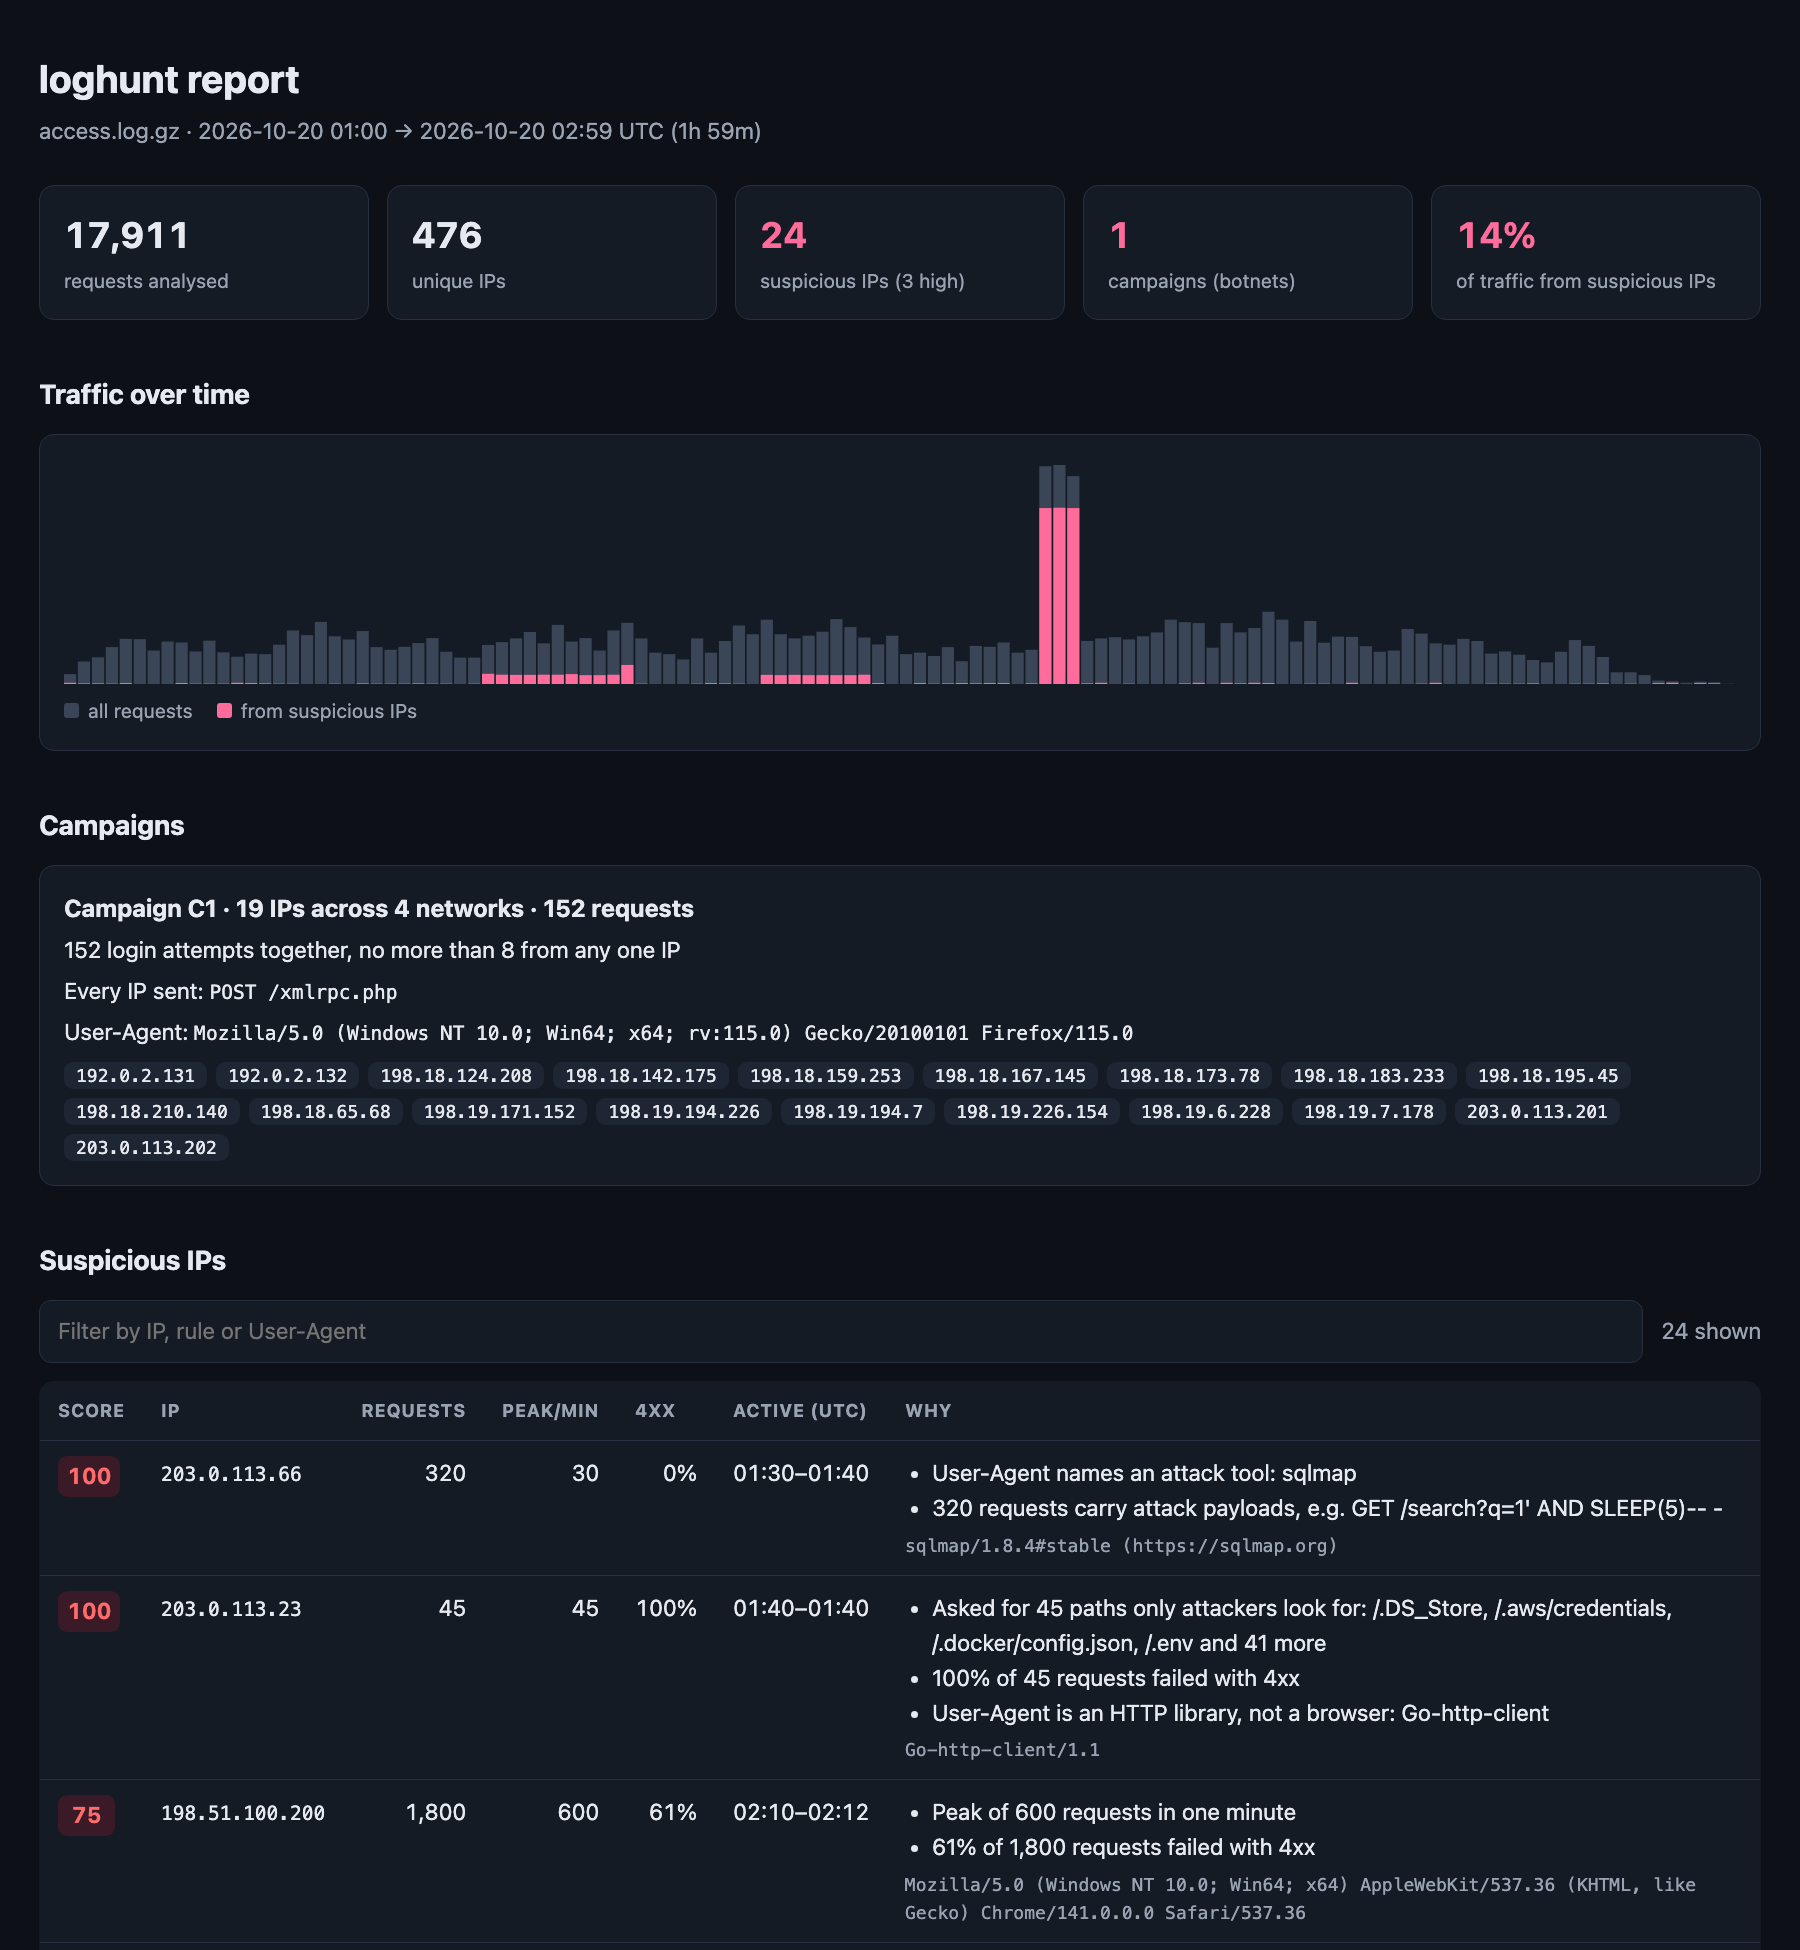 loghunt report
access.log.gz · 2026-10-20 01:00 → 2026-10-20 02:59 UTC (1h 59m)
17,911
requests analysed
476
unique IPs
24
suspicious IPs (3 high)
1
campaigns (botnets)
14%
of traffic from suspicious IPs
Traffic over time
all requests from suspicious IPs
Campaigns
Campaign C1 · 19 IPs across 4 networks · 152 requests
152 login attempts together, no more than 8 from any one IP
Every IP sent: POST /xmlrpc.php
User-Agent: Mozilla/5.0 (Windows NT 10.0; Win64; x64; rv:115.0) Gecko/20100101 Firefox/115.0
192.0.2.131 192.0.2.132 198.18.124.208 198.18.142.175 198.18.159.253 198.18.167.145 198.18.173.78 198.18.183.233 198.18.195.45
198.18.210.140 198.18.65.68 198.19.171.152 198.19.194.226 198.19.194.7 198.19.226.154 198.19.6.228 198.19.7.178 203.0.113.201
203.0.113.202
Suspicious IPs
Filter by IP, rule or User-Agent 24 shown
SCORE IP REQUESTS PEAK/MIN 4XX ACTIVE (UTC) WHY
100 203.0.113.66 320 30 0% 01:30–01:40 • User-Agent names an attack tool: sqlmap
• 320 requests carry attack payloads, e.g. GET /search?q=1' AND SLEEP(5)-- -
sqlmap/1.8.4#stable (https://sqlmap.org)
100 203.0.113.23 45 45 100% 01:40–01:40 • Asked for 45 paths only attackers look for: /.DS_Store, /.aws/credentials,
/.docker/config.json, /.env and 41 more
• 100% of 45 requests failed with 4xx
• User-Agent is an HTTP library, not a browser: Go-http-client
Go-http-client/1.1
75 198.51.100.200 1,800 600 61% 02:10–02:12 • Peak of 600 requests in one minute
• 61% of 1,800 requests failed with 4xx
Mozilla/5.0 (Windows NT 10.0; Win64; x64) AppleWebKit/537.36 (KHTML, like
Gecko) Chrome/141.0.0.0 Safari/537.36